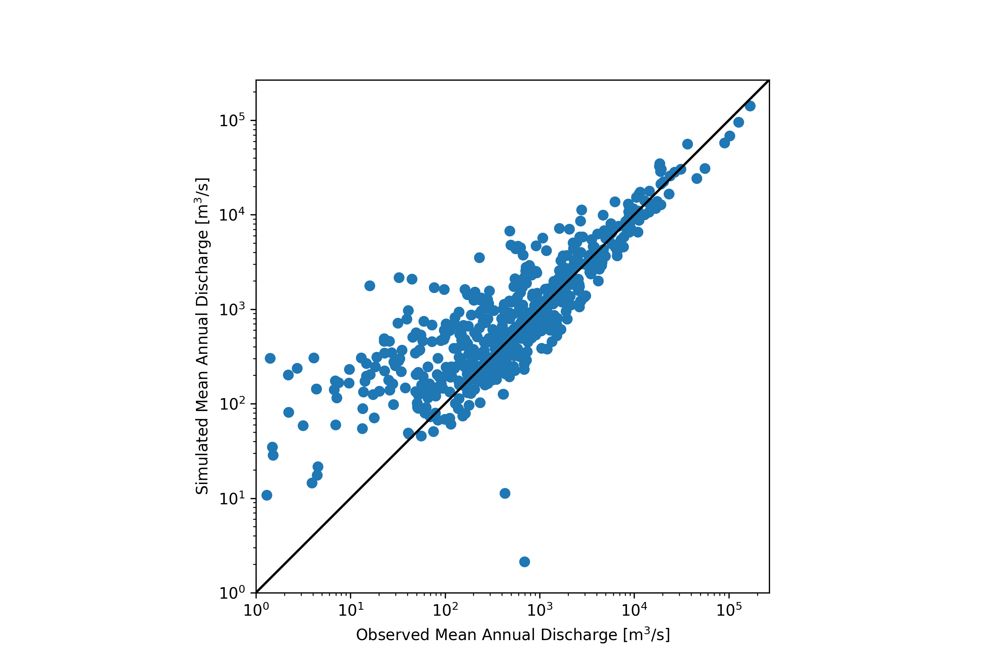 Simulated Mean Annual Discharge [m³/s]
10⁵
10⁴
10³
10²
10¹
10⁰
10⁰ 10¹ 10² 10³ 10⁴ 10⁵
Observed Mean Annual Discharge [m³/s]